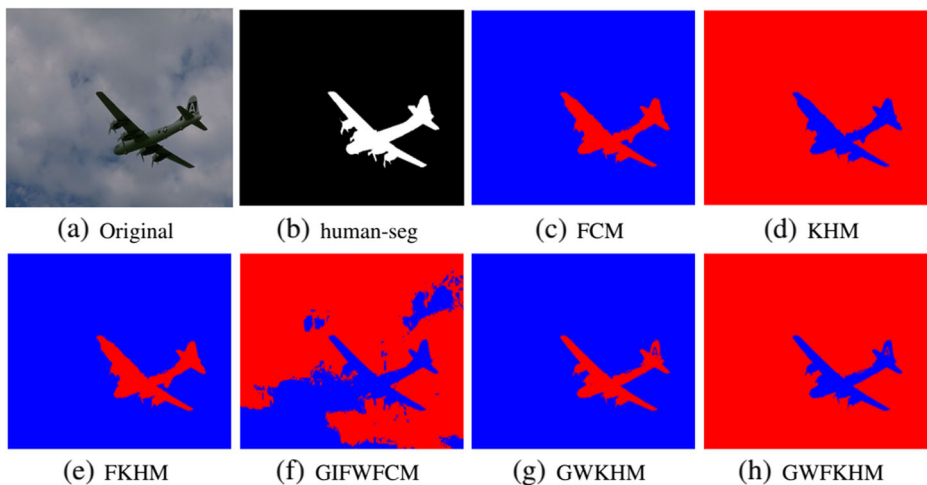 (a) Original
(b) human-seg
(c) FCM
(d) KHM
(e) FKHM
(f) GIFWFCM
(g) GWKHM
(h) GWFKHM
A
A
A